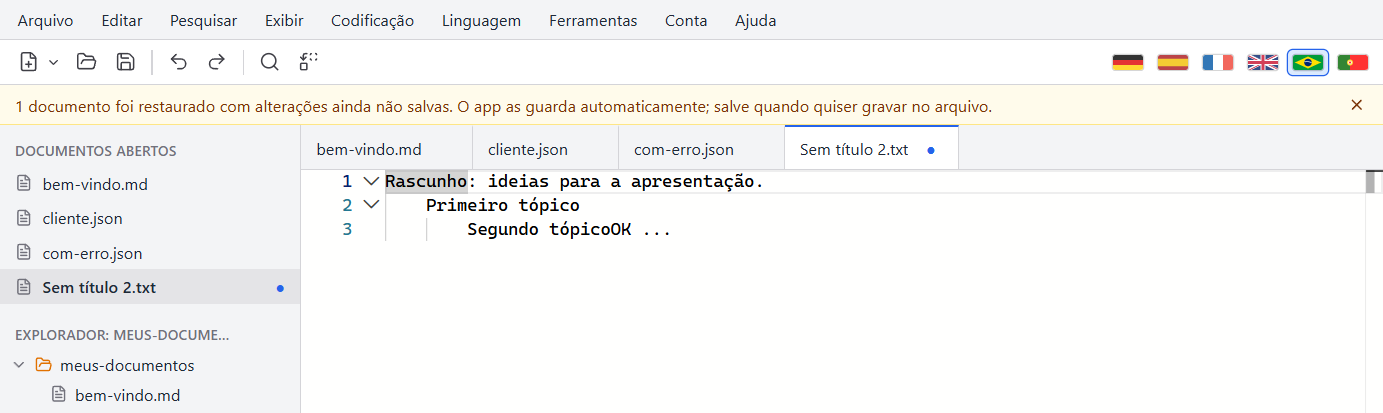 Arquivo Editar Pesquisar Exibir Codificação Linguagem Ferramentas Conta Ajuda
1 documento foi restaurado com alterações ainda não salvas. O app as guarda automaticamente; salve quando quiser gravar no arquivo.
DOCUMENTOS ABERTOS
bem-vindo.md
cliente.json
com-erro.json
Sem título 2.txt
EXPLORADOR: MEUS-DOCUME...
meus-documentos
bem-vindo.md
bem-vindo.md cliente.json com-erro.json Sem título 2.txt
1 Rascunho: ideias para a apresentação.
2 Primeiro tópico
3 Segundo tópicoOK ...